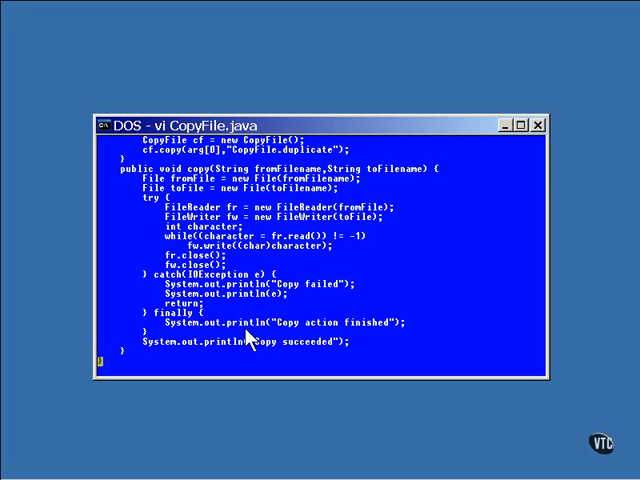 DOS - vi CopyFile.java
CopyFile cf = new CopyFile();
cf.copy(arg[0],"CopyFile.duplicate");
}
public void copy(String fromFilename,String toFilename) {
File fromFile = new File(fromFilename);
File toFile = new File(toFilename);
try {
FileReader fr = new FileReader(fromFile);
FileWriter fw = new FileWriter(toFile);
int character;
while((character = fr.read()) != -1)
fw.write((char)character);
fr.close();
fw.close();
} catch(IOException e) {
System.out.println("Copy failed");
System.out.println(e);
return;
} finally {
System.out.println("Copy action finished");
}
System.out.println Copy succeeded");
}
}
VTC